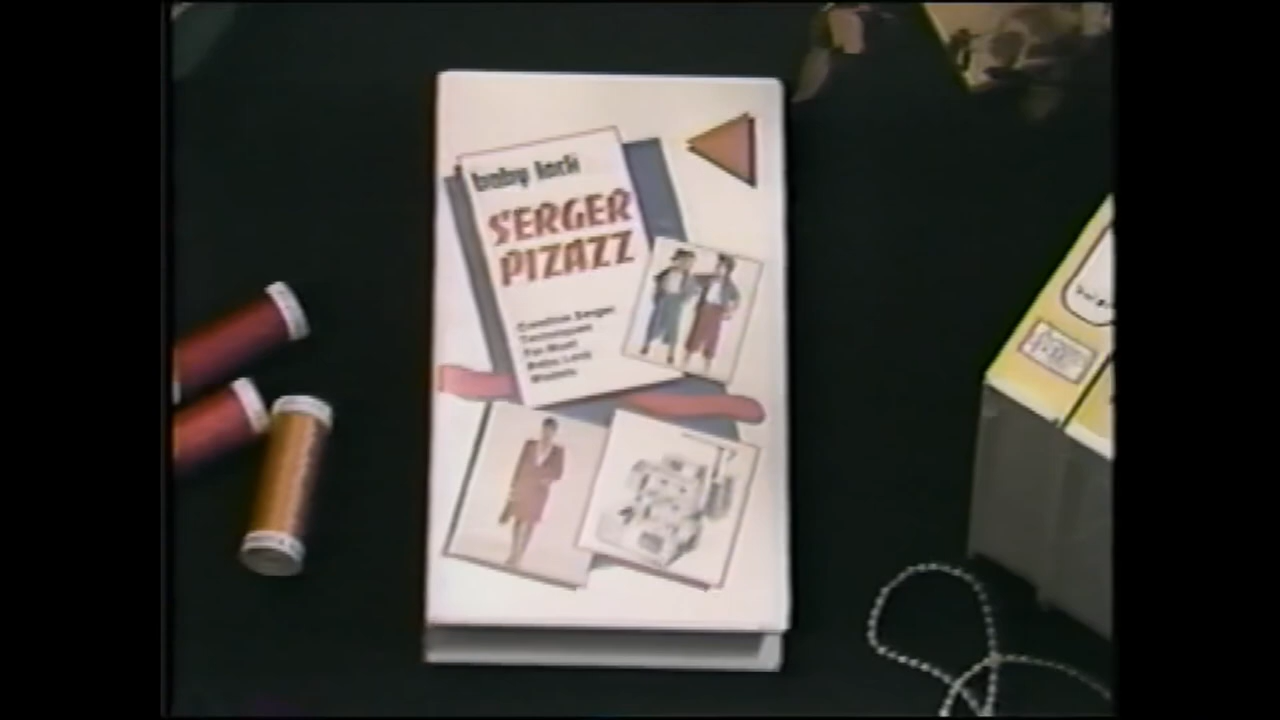 baby lock
SERGER
PIZAZZ
Creative Serger
Techniques
For Most
Baby Lock
Models